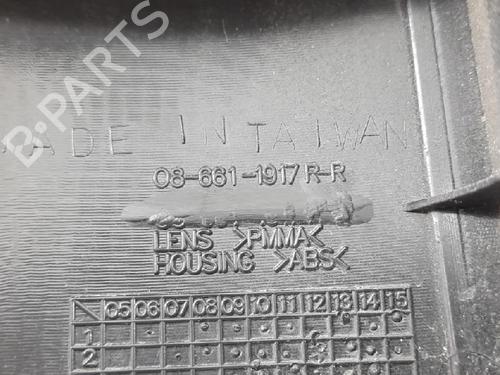 B-PARTS
MADE IN TAIWAN
08-661-1917R-R
LENS >PMMA<
HOUSING >ABS<
05 06 07 08 09 10 11 12 13 14 15
1
2